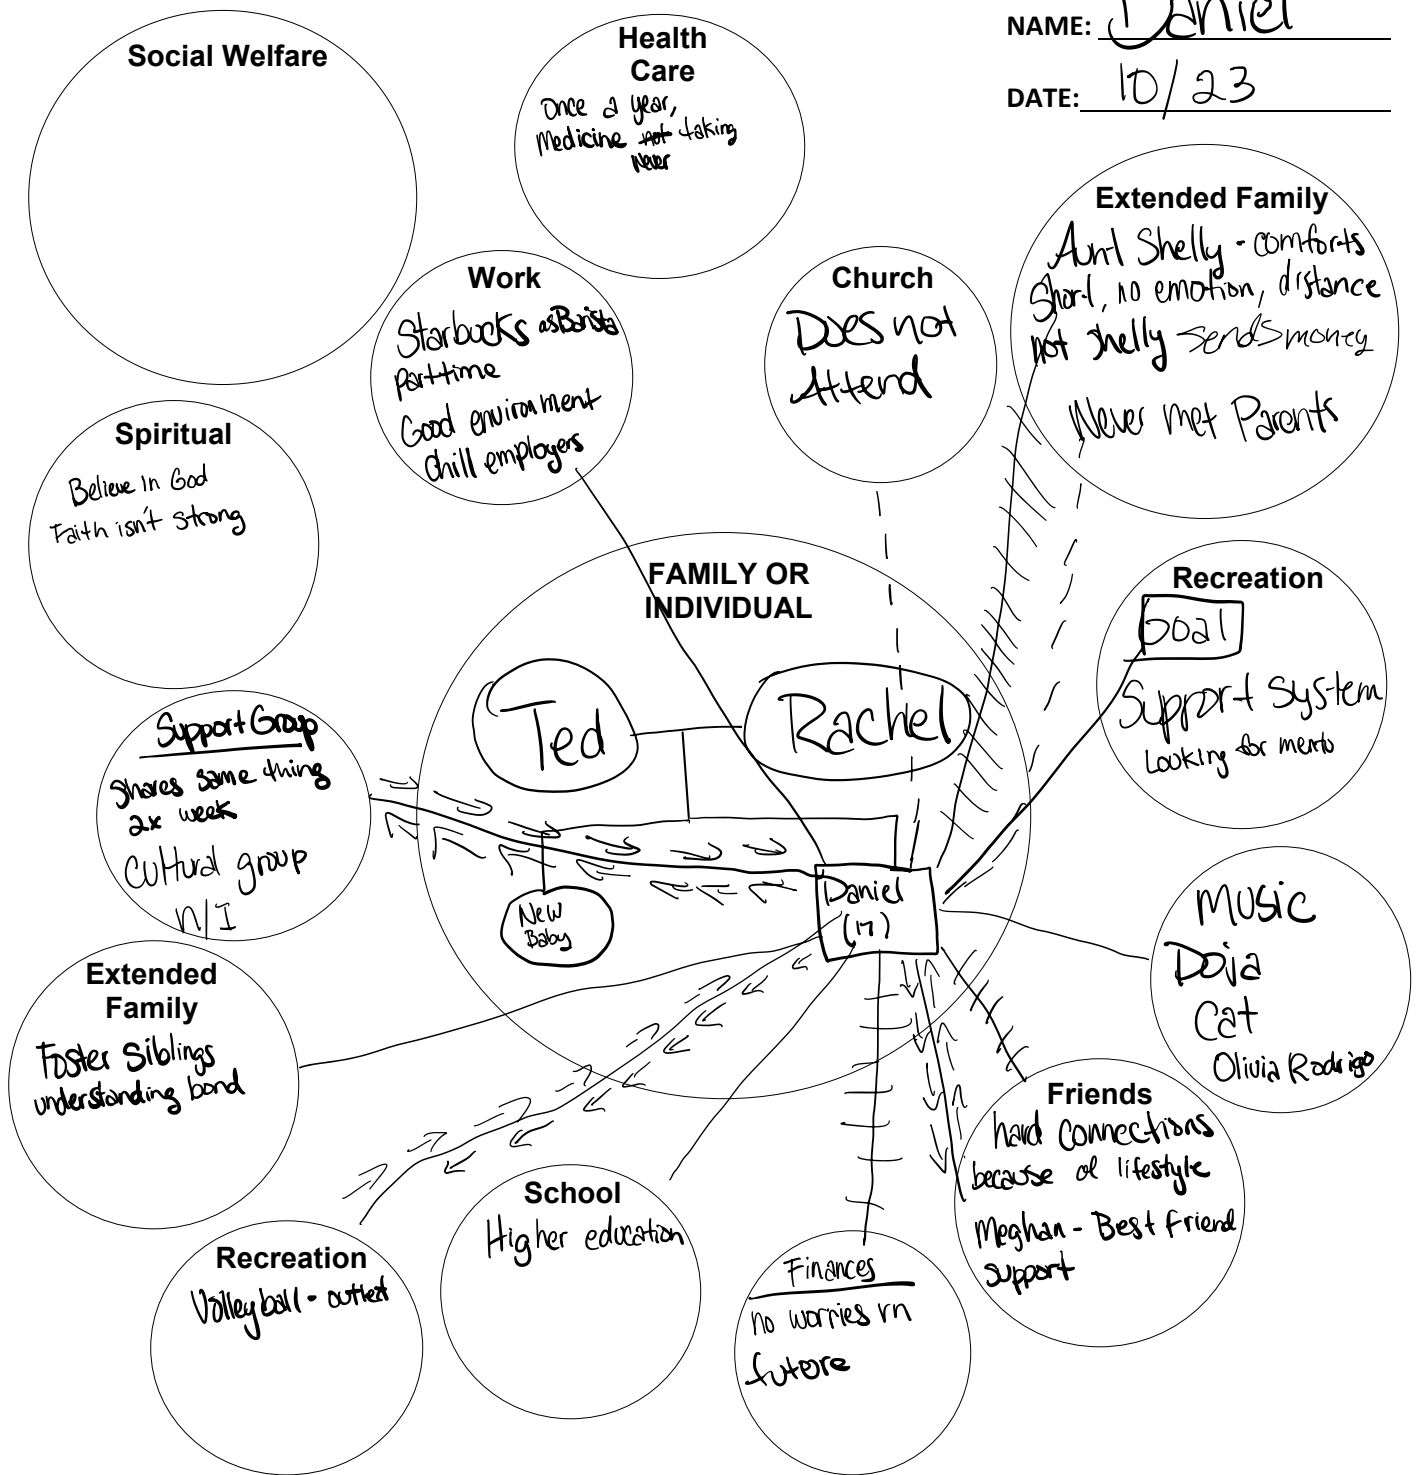 NAME: Daniel
DATE: 10/23
Social Welfare
Health
Care
Once a year,
Medicine not taking
Never
Extended Family
Aunt Shelly - comforts
Short, no emotion, distance
not Shelly sends money
Never met Parents
Work
Starbucks as Barista
part time
Good environment
Chill employers
Church
Does not
Attend
Spiritual
Believe In God
Faith isn't strong
FAMILY OR
INDIVIDUAL
Ted
Rachel
New
Baby
Daniel
(17)
Recreation
Goal
Support System
Looking for mento
Support Group
Shares same thing
2x week
Cultural group
N/I
Music
Doja
Cat
Olivia Rodrigo
Extended
Family
Foster Siblings
understanding bond
Friends
hard connections
because of lifestyle
Meghan - Best Friend
support
School
Higher education
Recreation
Volleyball - outlet
Finances
no worries rn
future